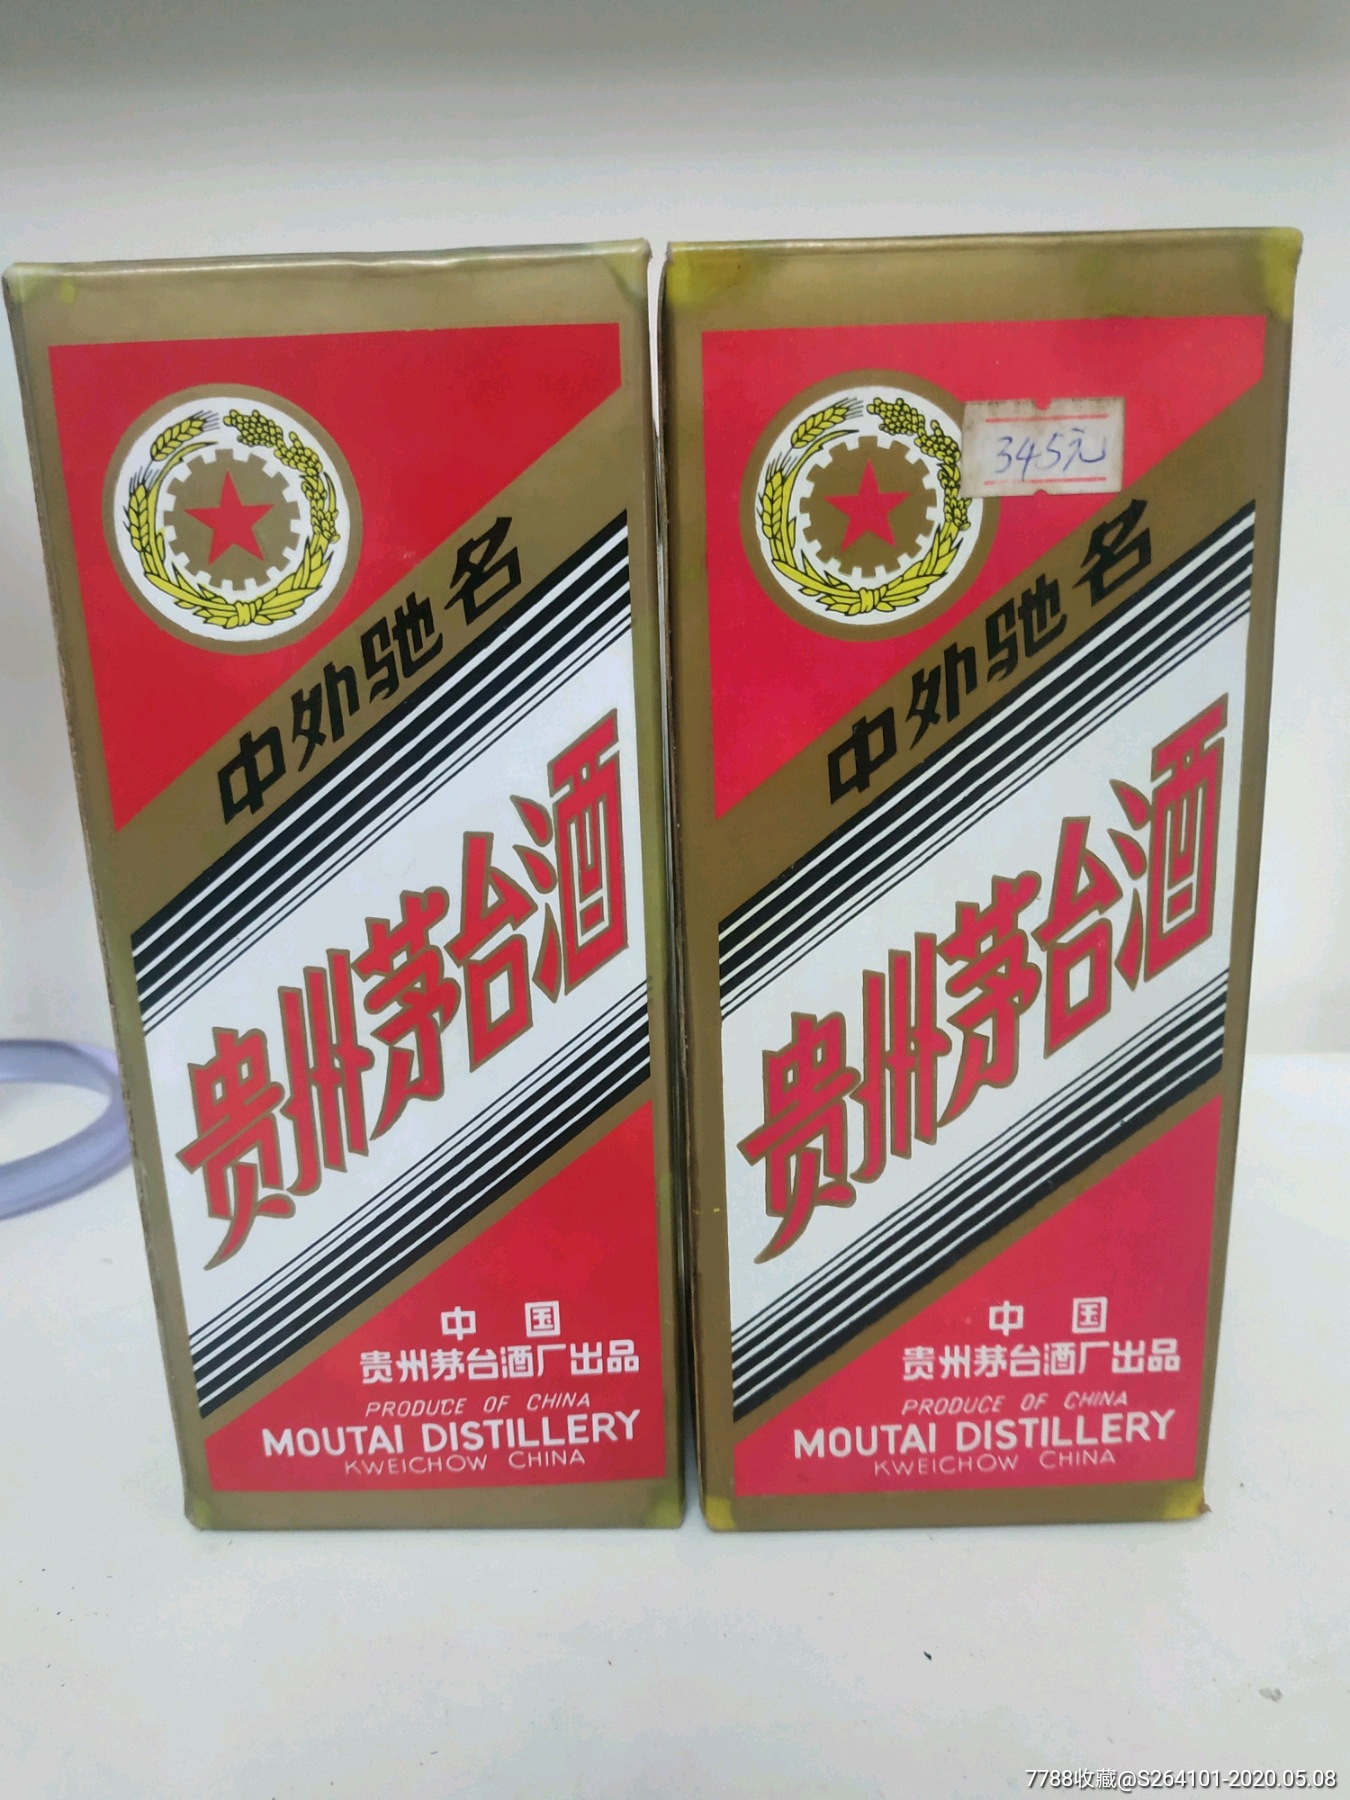 中外驰名
贵州茅台酒
中国
贵州茅台酒厂出品
PRODUCE OF CHINA
MOUTAI DISTILLERY
KWEICHOW CHINA
345元
中外驰名
贵州茅台酒
中国
贵州茅台酒厂出品
PRODUCE OF CHINA
MOUTAI DISTILLERY
KWEICHOW CHINA
7788收藏@S264101-2020.05.08